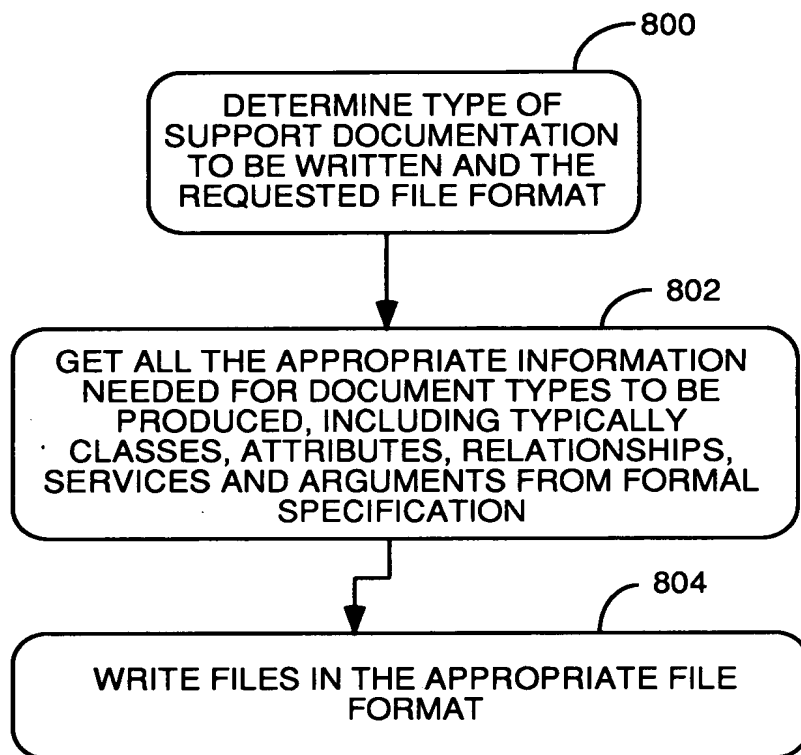 800
DETERMINE TYPE OF
SUPPORT DOCUMENTATION
TO BE WRITTEN AND THE
REQUESTED FILE FORMAT
802
GET ALL THE APPROPRIATE INFORMATION
NEEDED FOR DOCUMENT TYPES TO BE
PRODUCED, INCLUDING TYPICALLY
CLASSES, ATTRIBUTES, RELATIONSHIPS,
SERVICES AND ARGUMENTS FROM FORMAL
SPECIFICATION
804
WRITE FILES IN THE APPROPRIATE FILE
FORMAT